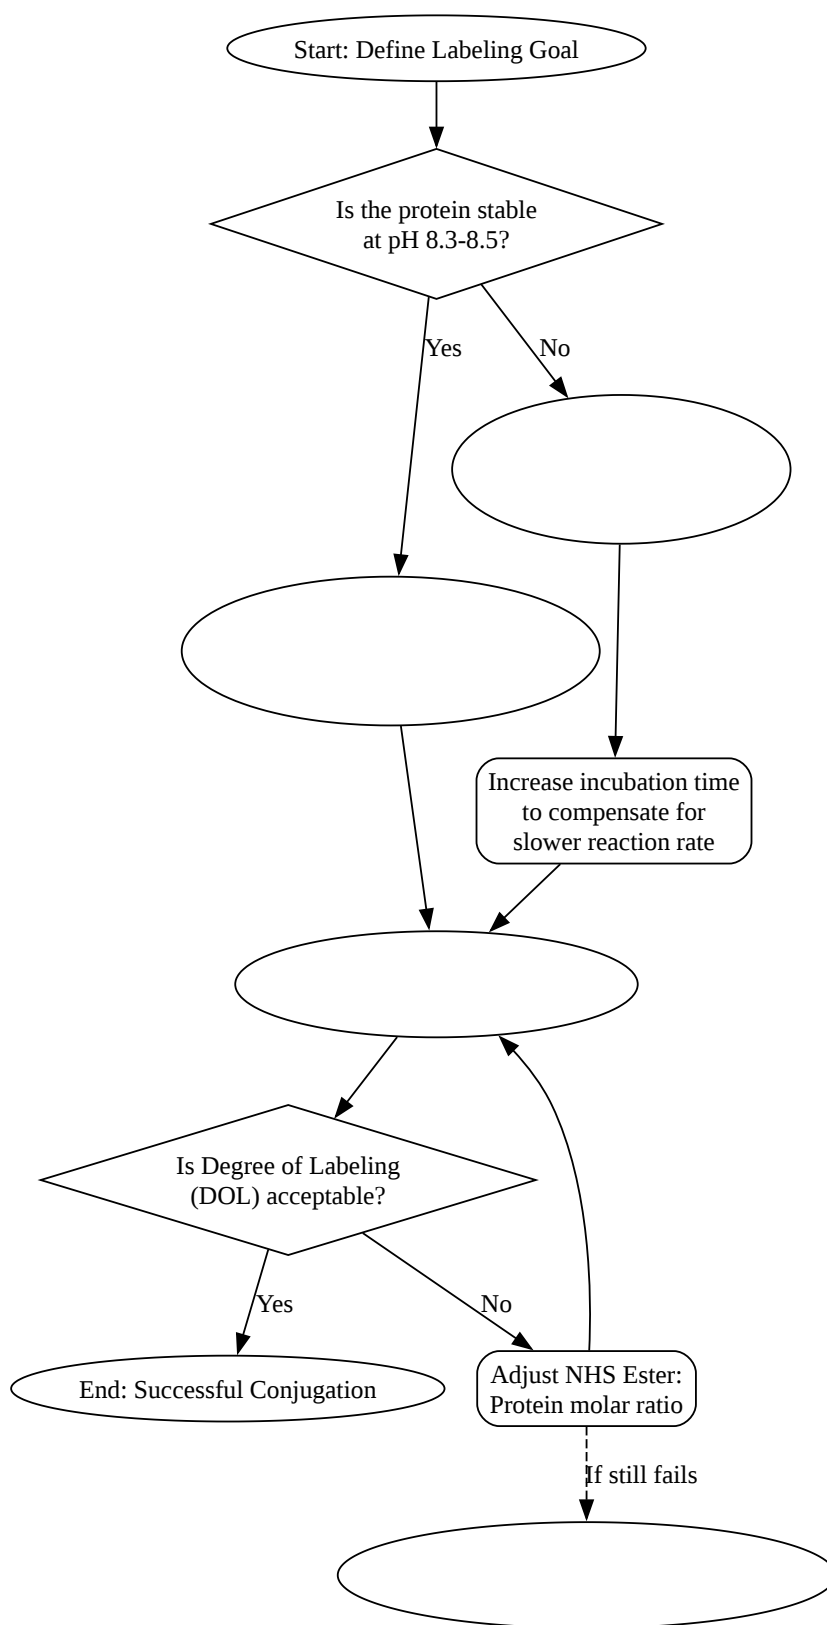 Start: Define Labeling Goal
Is the protein stable
at pH 8.3-8.5?
Yes
No
Increase incubation time
to compensate for
slower reaction rate
Is Degree of Labeling
(DOL) acceptable?
Yes
No
End: Successful Conjugation
Adjust NHS Ester:
Protein molar ratio
If still fails